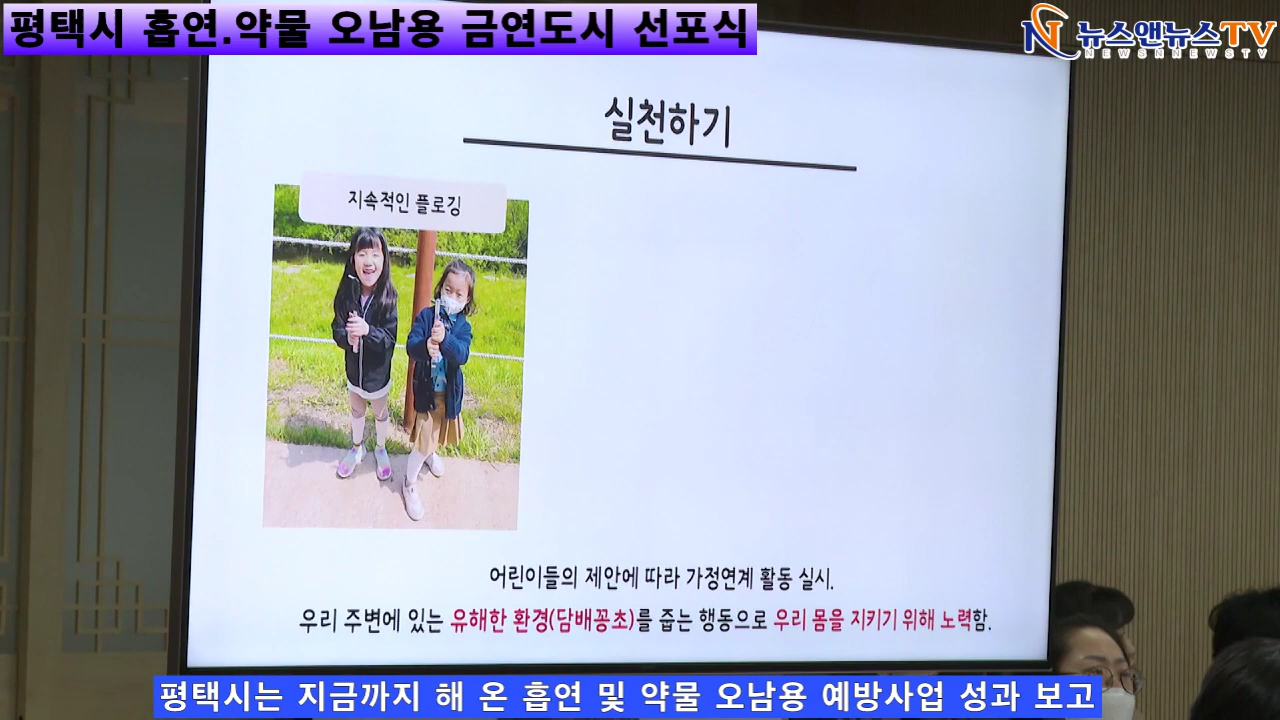 평택시 흡연.약물 오남용 금연도시 선포식
뉴스앤뉴스TV
NEWSNNEWSTV
실천하기
지속적인 플로깅
어린이들의 제안에 따라 가정연계 활동 실시.
우리 주변에 있는 유해한 환경(담배꽁초)를 줍는 행동으로 우리 몸을 지키기 위해 노력함.
평택시는 지금까지 해 온 흡연 및 약물 오남용 예방사업 성과 보고